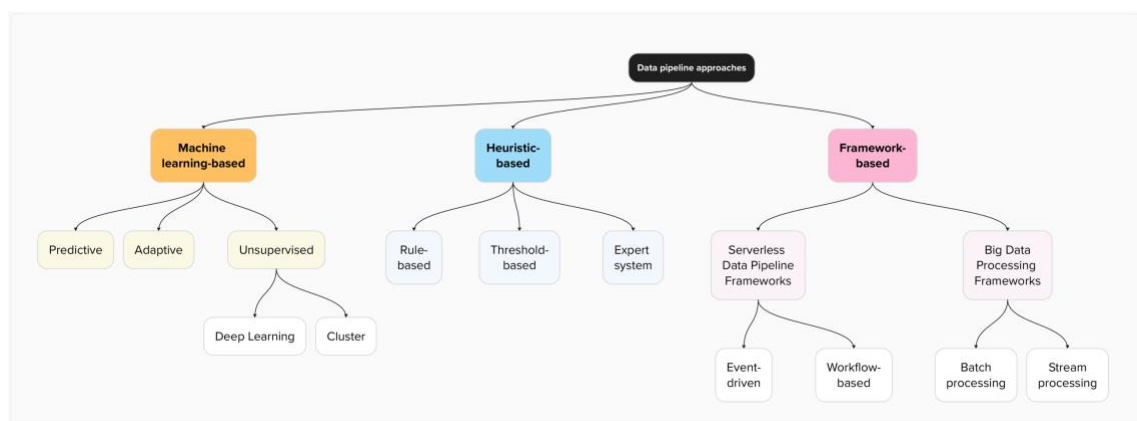 Data pipeline approaches
Machine
learning-based
Heuristic-
based
Framework-
based
Predictive
Adaptive
Unsupervised
Rule-
based
Threshold-
based
Expert
system
Serverless
Data Pipeline
Frameworks
Big Data
Processing
Frameworks
Deep Learning
Cluster
Event-
driven
Workflow-
based
Batch
processing
Stream
processing